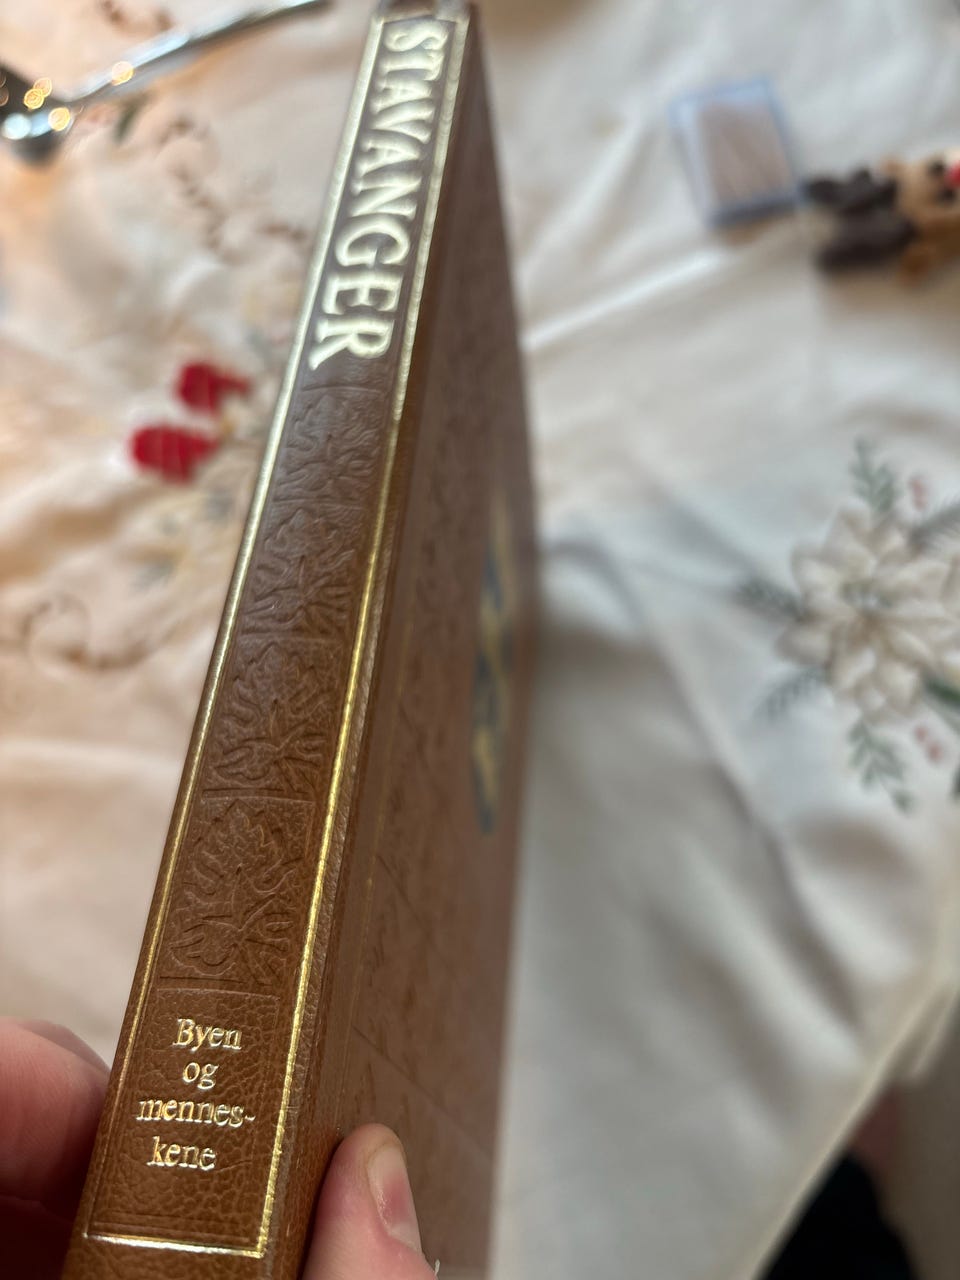 STAVANGER
Byen
og
mennes-
kene